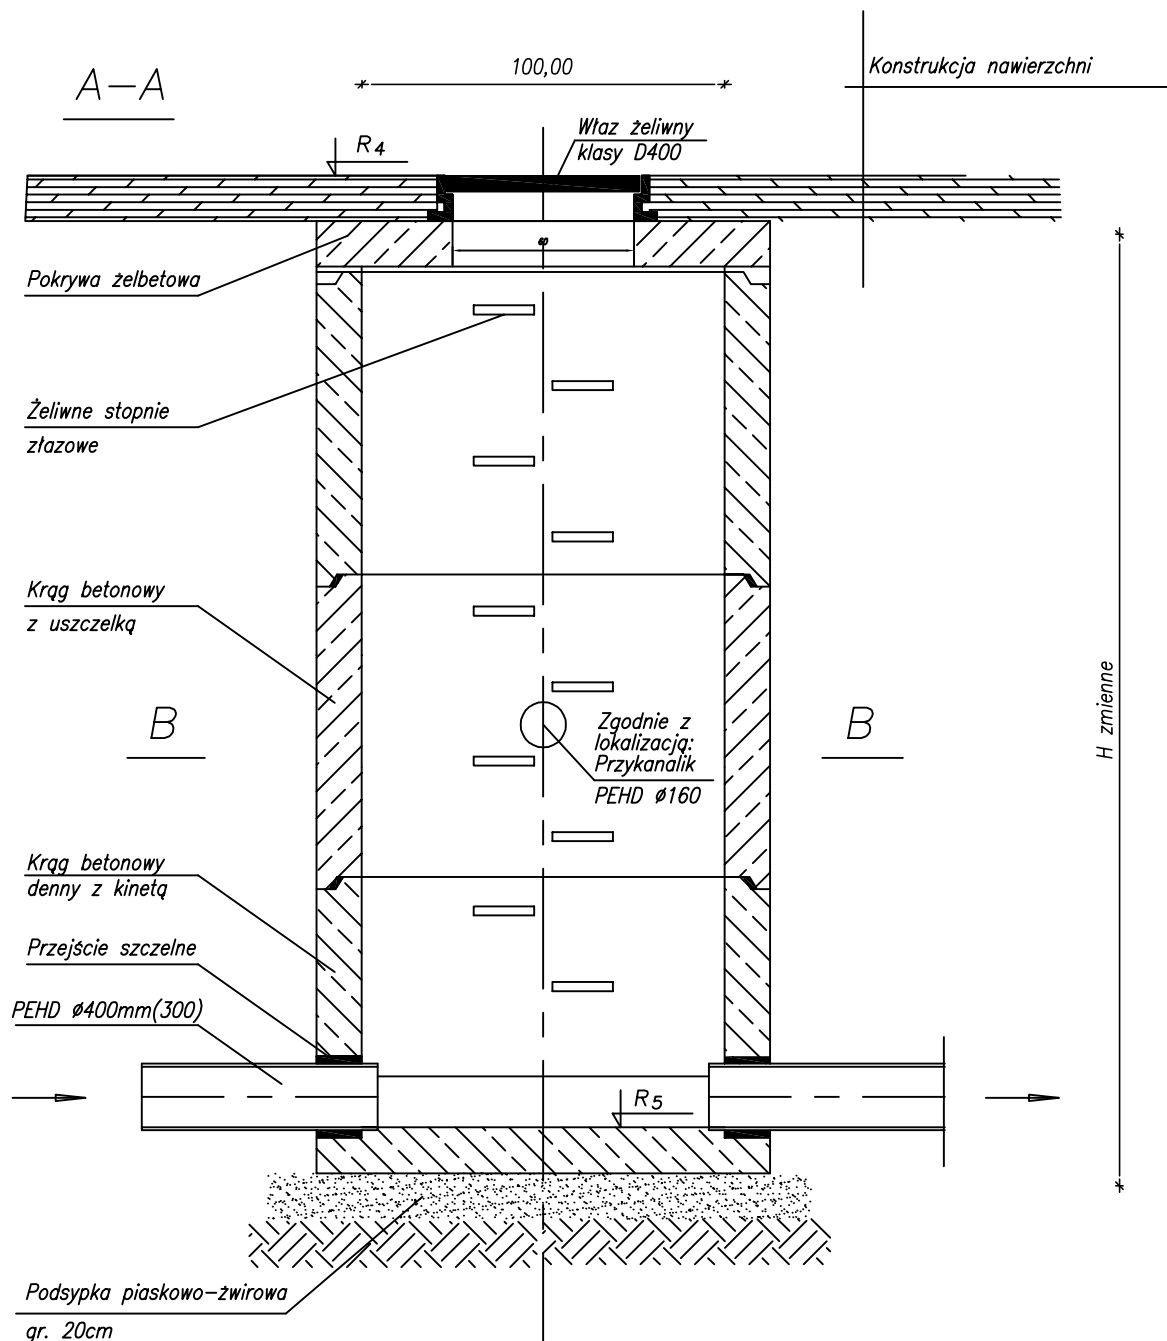 A-A
100,00
Konstrukcja nawierzchni
R4
Właz żeliwny
klasy D400
60
Pokrywa żelbetowa
Żeliwne stopnie
złazowe
Krąg betonowy
z uszczelką
B
Zgodnie z
lokalizacją:
Przykanalik
PEHD ø160
B
H zmienne
Krąg betonowy
denny z kinetą
Przejście szczelne
PEHD ø400mm(300)
R5
Podsypka piaskowo-żwirowa
gr. 20cm